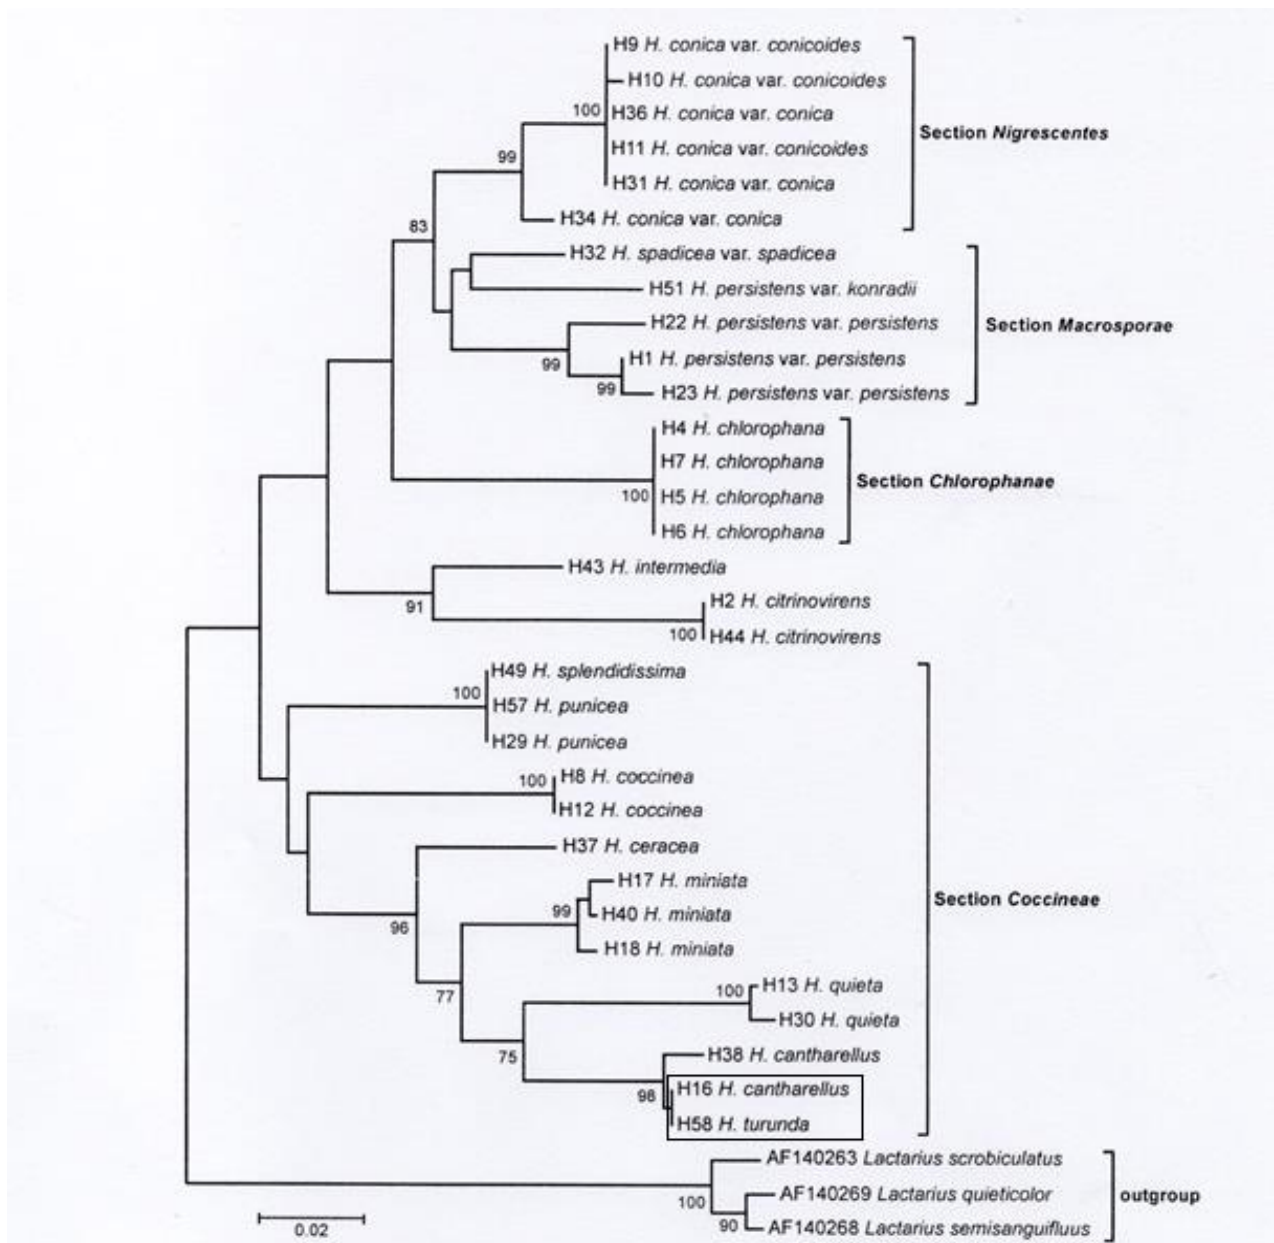 H9 H. conica var. conicoides
H10 H. conica var. conicoides
100
H36 H. conica var. conica
Section Nigrescentes
H11 H. conica var. conicoides
99
H31 H. conica var. conica
H34 H. conica var. conica
83
H32 H. spadicea var. spadicea
H51 H. persistens var. konradii
H22 H. persistens var. persistens
Section Macrosporae
H1 H. persistens var. persistens
99
99
H23 H. persistens var. persistens
H4 H. chlorophana
H7 H. chlorophana
Section Chlorophanae
100
H5 H. chlorophana
H6 H. chlorophana
H43 H. intermedia
91
H2 H. citrinovirens
100
H44 H. citrinovirens
H49 H. splendidissima
100
H57 H. punicea
H29 H. punicea
100
H8 H. coccinea
H12 H. coccinea
H37 H. ceracea
H17 H. miniata
Section Coccineae
99
H40 H. miniata
96
H18 H. miniata
H13 H. quieta
100
77
H30 H. quieta
75
H38 H. cantharellus
H16 H. cantharellus
98
H58 H. turunda
AF140263 Lactarius scrobiculatus
AF140269 Lactarius quieticolor
outgroup
100
90
AF140268 Lactarius semisanguifluus
0.02